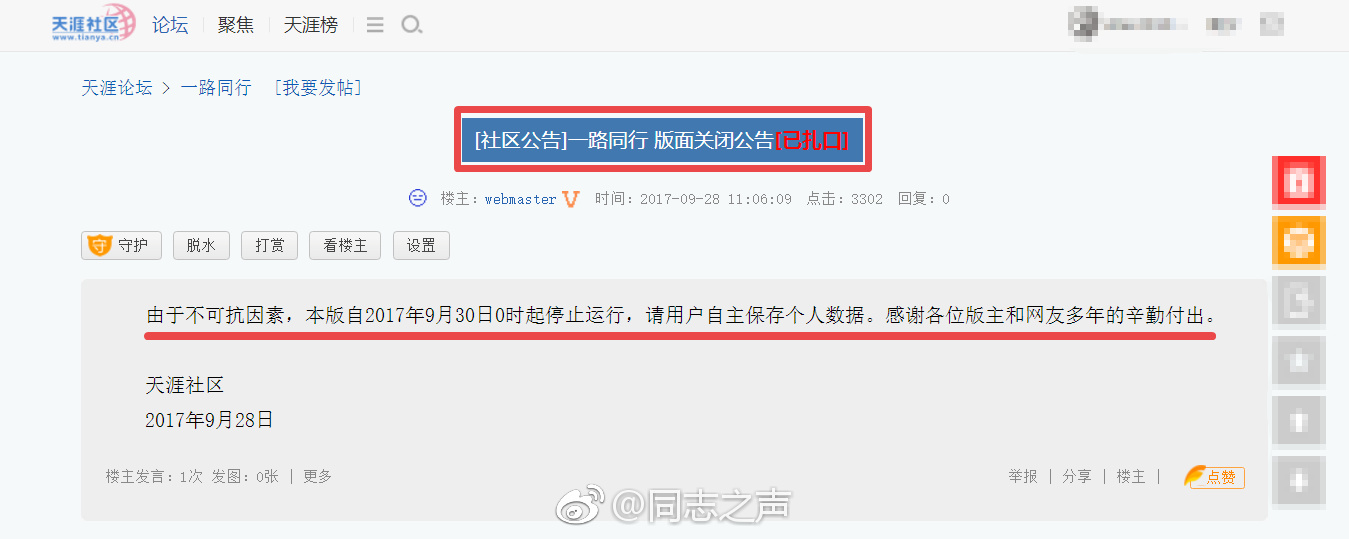 天涯社区 论坛 聚焦 天涯榜
www.tianya.cn
天涯论坛 > 一路同行 [我要发帖]
[社区公告]一路同行 版面关闭公告[已扎口]
楼主：webmaster V 时间：2017-09-28 11:06:09 点击：3302 回复：0
守 守护 脱水 打赏 看楼主 设置
由于不可抗因素，本版自2017年9月30日0时起停止运行，请用户自主保存个人数据。感谢各位版主和网友多年的辛勤付出。
天涯社区
2017年9月28日
楼主发言：1次 发图：0张 | 更多 举报 | 分享 | 楼主 | 点赞
@同志之声